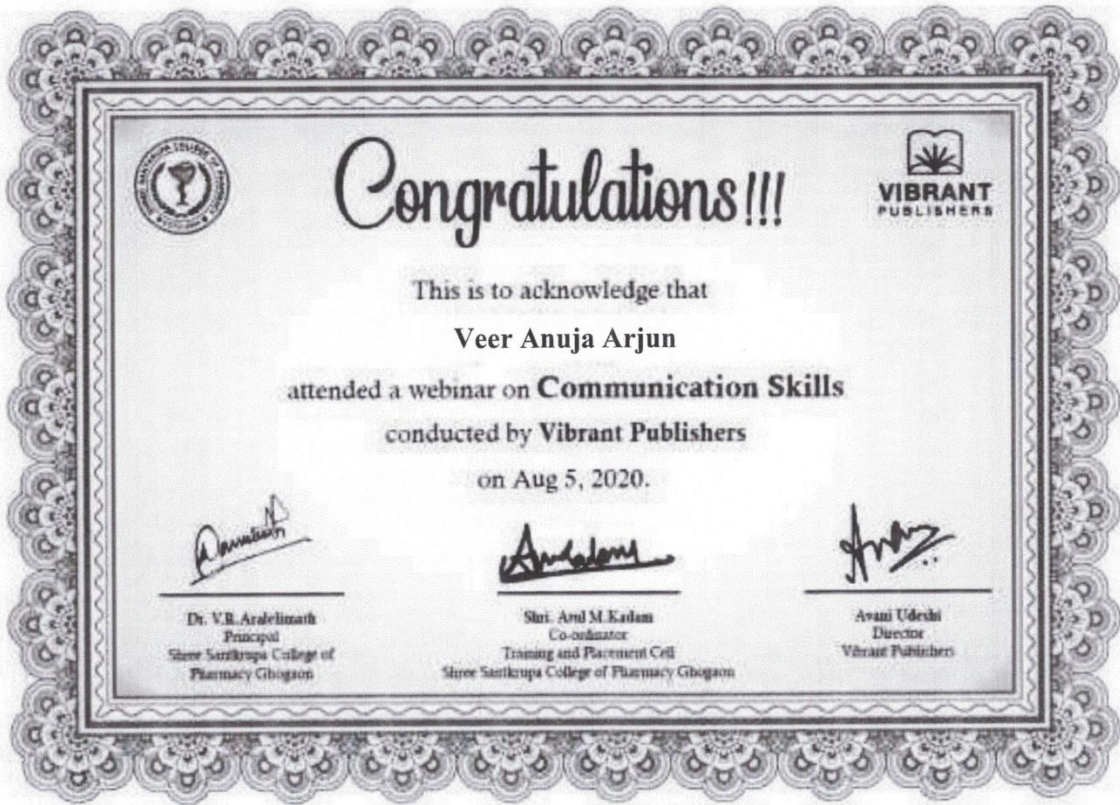 Congratulations!!!
VIBRANT
PUBLISHERS
This is to acknowledge that
Veer Anuja Arjun
attended a webinar on Communication Skills
conducted by Vibrant Publishers
on Aug 5, 2020.
Dr. V.R. Aralelimath
Principal
Shree Santkrupa College of
Pharmacy Ghogaon
Shri. Amul M. Kadam
Co-ordinator
Training and Placement Cell
Shree Santkrupa College of Pharmacy Ghogaon
Avani Udeshi
Director
Vibrant Publishers